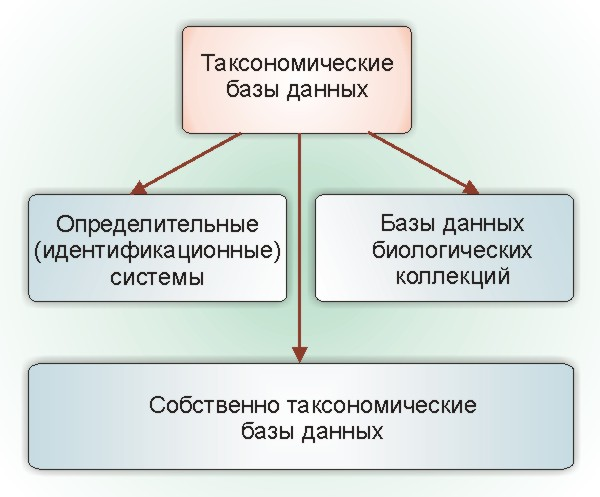 Таксономические
базы данных
Определительные
(идентификационные)
системы
Базы данных
биологических
коллекций
Собственно таксономические
базы данных